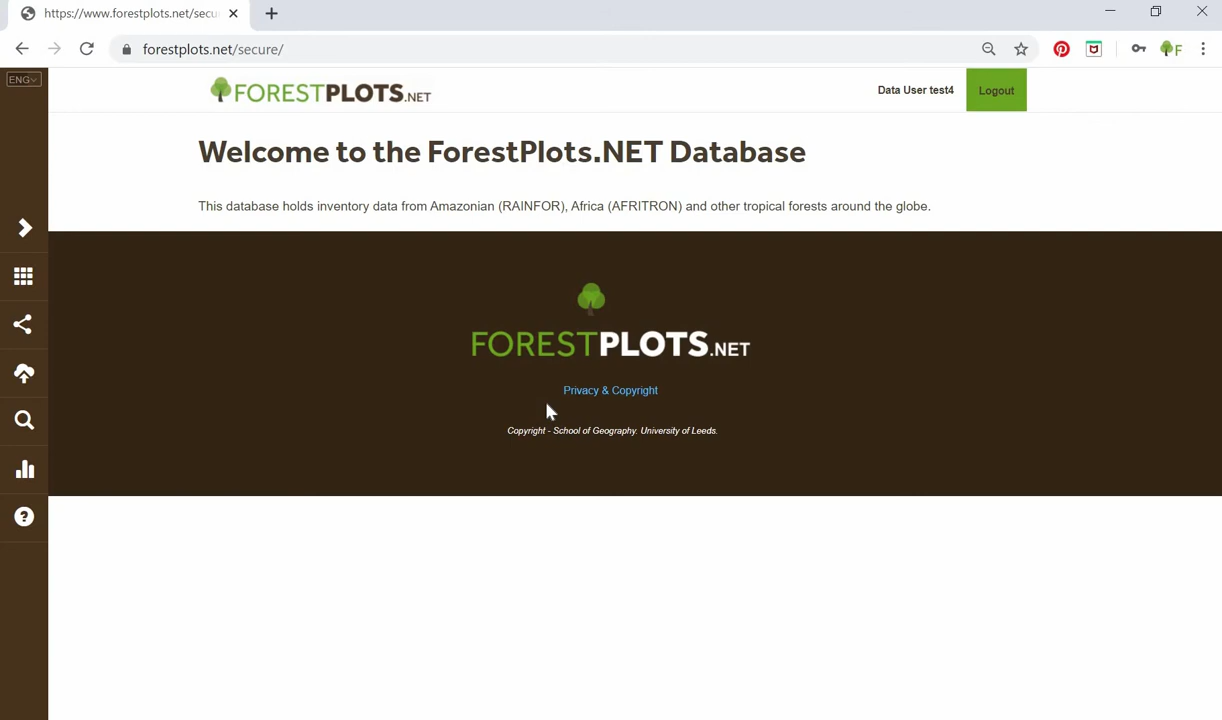 https://www.forestplots.net/secu
forestplots.net/secure/
F
ENG
FORESTPLOTS.NET
Data User test4
Logout
Welcome to the ForestPlots.NET Database
This database holds inventory data from Amazonian (RAINFOR), Africa (AFRITRON) and other tropical forests around the globe.
FORESTPLOTS.NET
Privacy & Copyright
Copyright - School of Geography. University of Leeds.